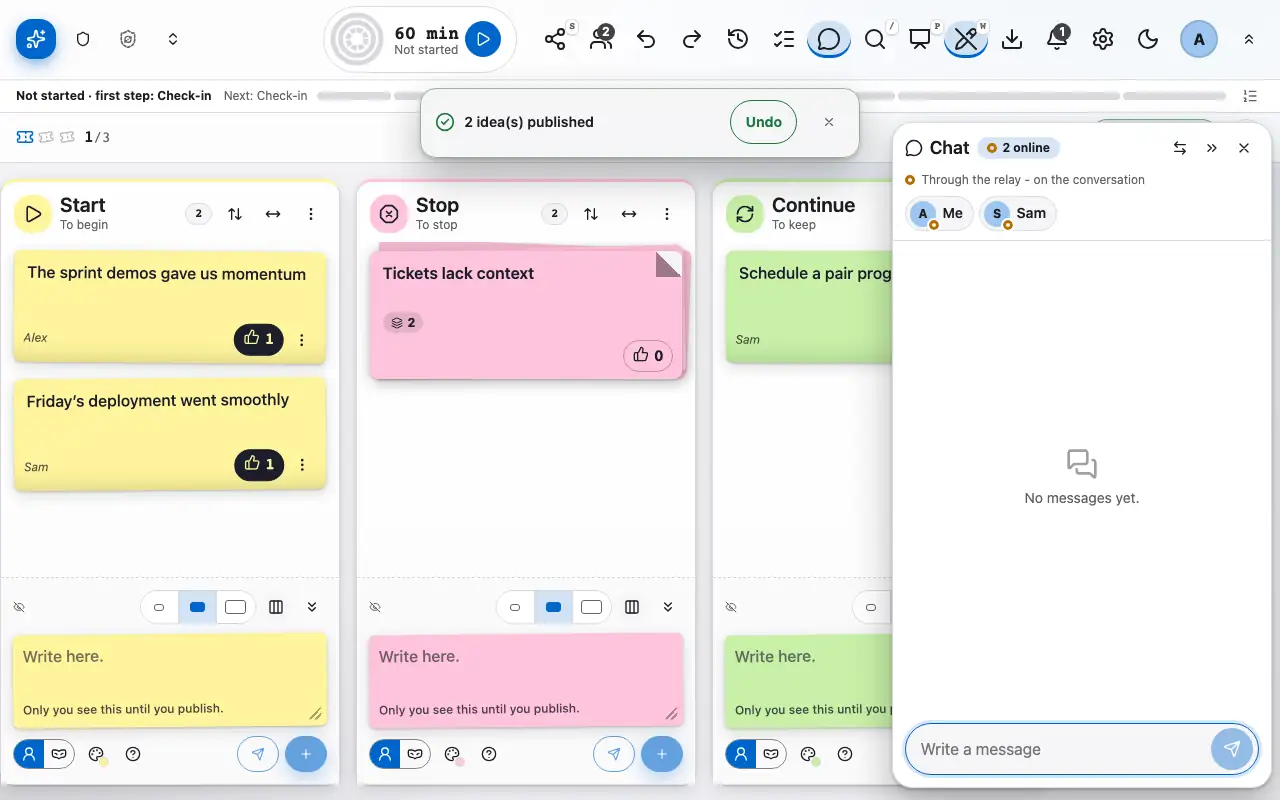 60 min
Not started
S
2
/
P
W
1
A
Not started · first step: Check-in
Next: Check-in
2 idea(s) published
Undo
1/3
Chat
2 online
Through the relay - on the conversation
A
Me
S
Sam
Start
To begin
2
Stop
To stop
2
Continue
To keep
The sprint demos gave us momentum
Alex
1
Friday’s deployment went smoothly
Sam
1
Tickets lack context
2
0
Schedule a pair prog
Sam
No messages yet.
Write here.
Only you see this until you publish.
Write here.
Only you see this until you publish.
Write here.
Only you see this until you
Write a message